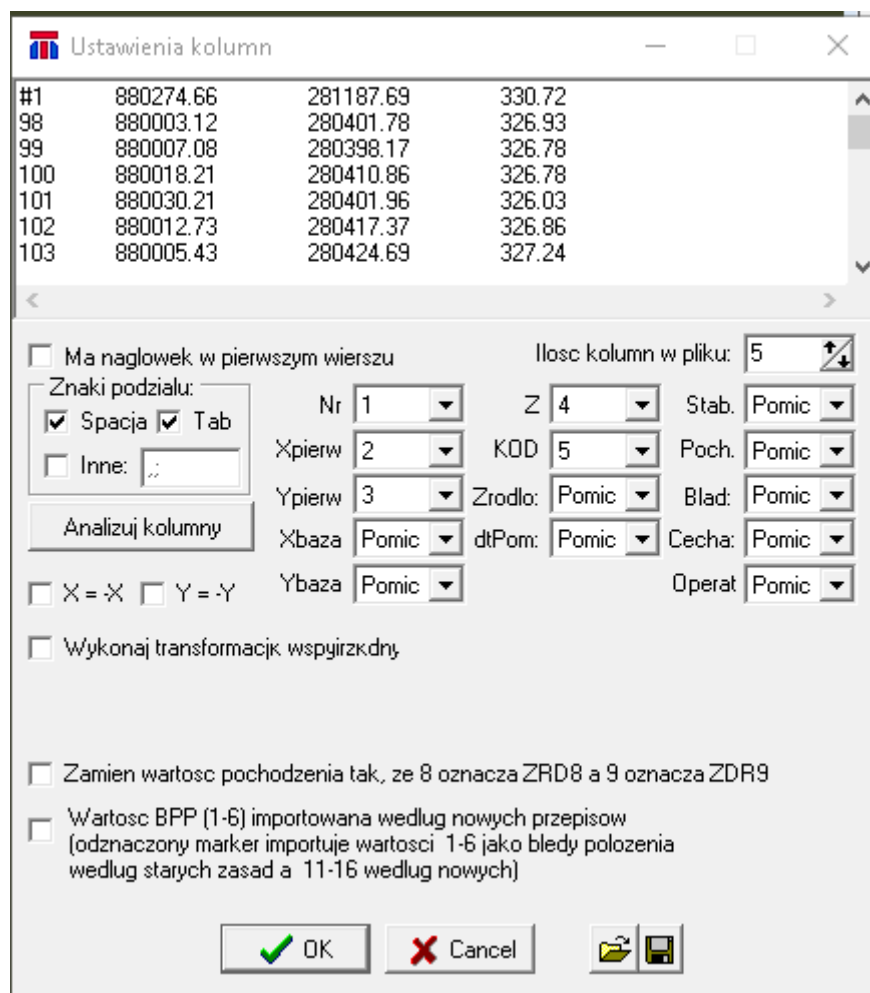 Ustawienia kolumn
#1 880274.66 281187.69 330.72
98 880003.12 280401.78 326.93
99 880007.08 280398.17 326.78
100 880018.21 280410.86 326.78
101 880030.21 280401.96 326.03
102 880012.73 280417.37 326.86
103 880005.43 280424.69 327.24
Ma naglowek w pierwszym wierszu
Ilosc kolumn w pliku: 5
Znaki podzialu:
Spacja Tab
Inne: ,;
Analizuj kolumny
Nr 1 Z 4 Stab. Pomic
Xpierw 2 KOD 5 Poch. Pomic
Ypierw 3 Zrodlo: Pomic Blad: Pomic
Xbaza Pomic dtPom: Pomic Cecha: Pomic
Ybaza Pomic Operat Pomic
X = -X Y = -Y
Wykonaj transformacjк wspуirzкdny
Zamien wartosc pochodzenia tak, ze 8 oznacza ZRD8 a 9 oznacza ZDR9
Wartosc BPP (1-6) importowana wedlug nowych przepisow
(odznaczony marker importuje wartosci 1-6 jako bledy polozenia
wedlug starych zasad a 11-16 wedlug nowych)
OK Cancel